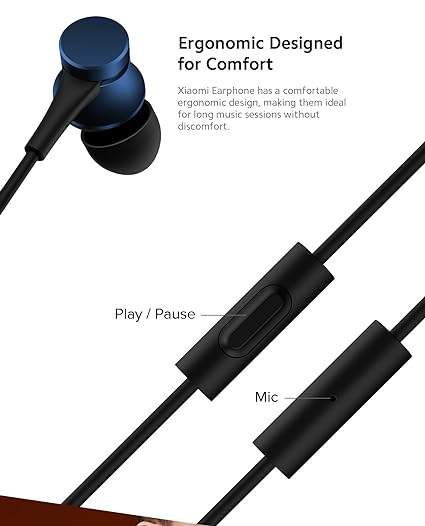 Ergonomic Designed
for Comfort
Xiaomi Earphone has a comfortable
ergonomic design, making them ideal
for long music sessions without
discomfort.
Play / Pause
Mic